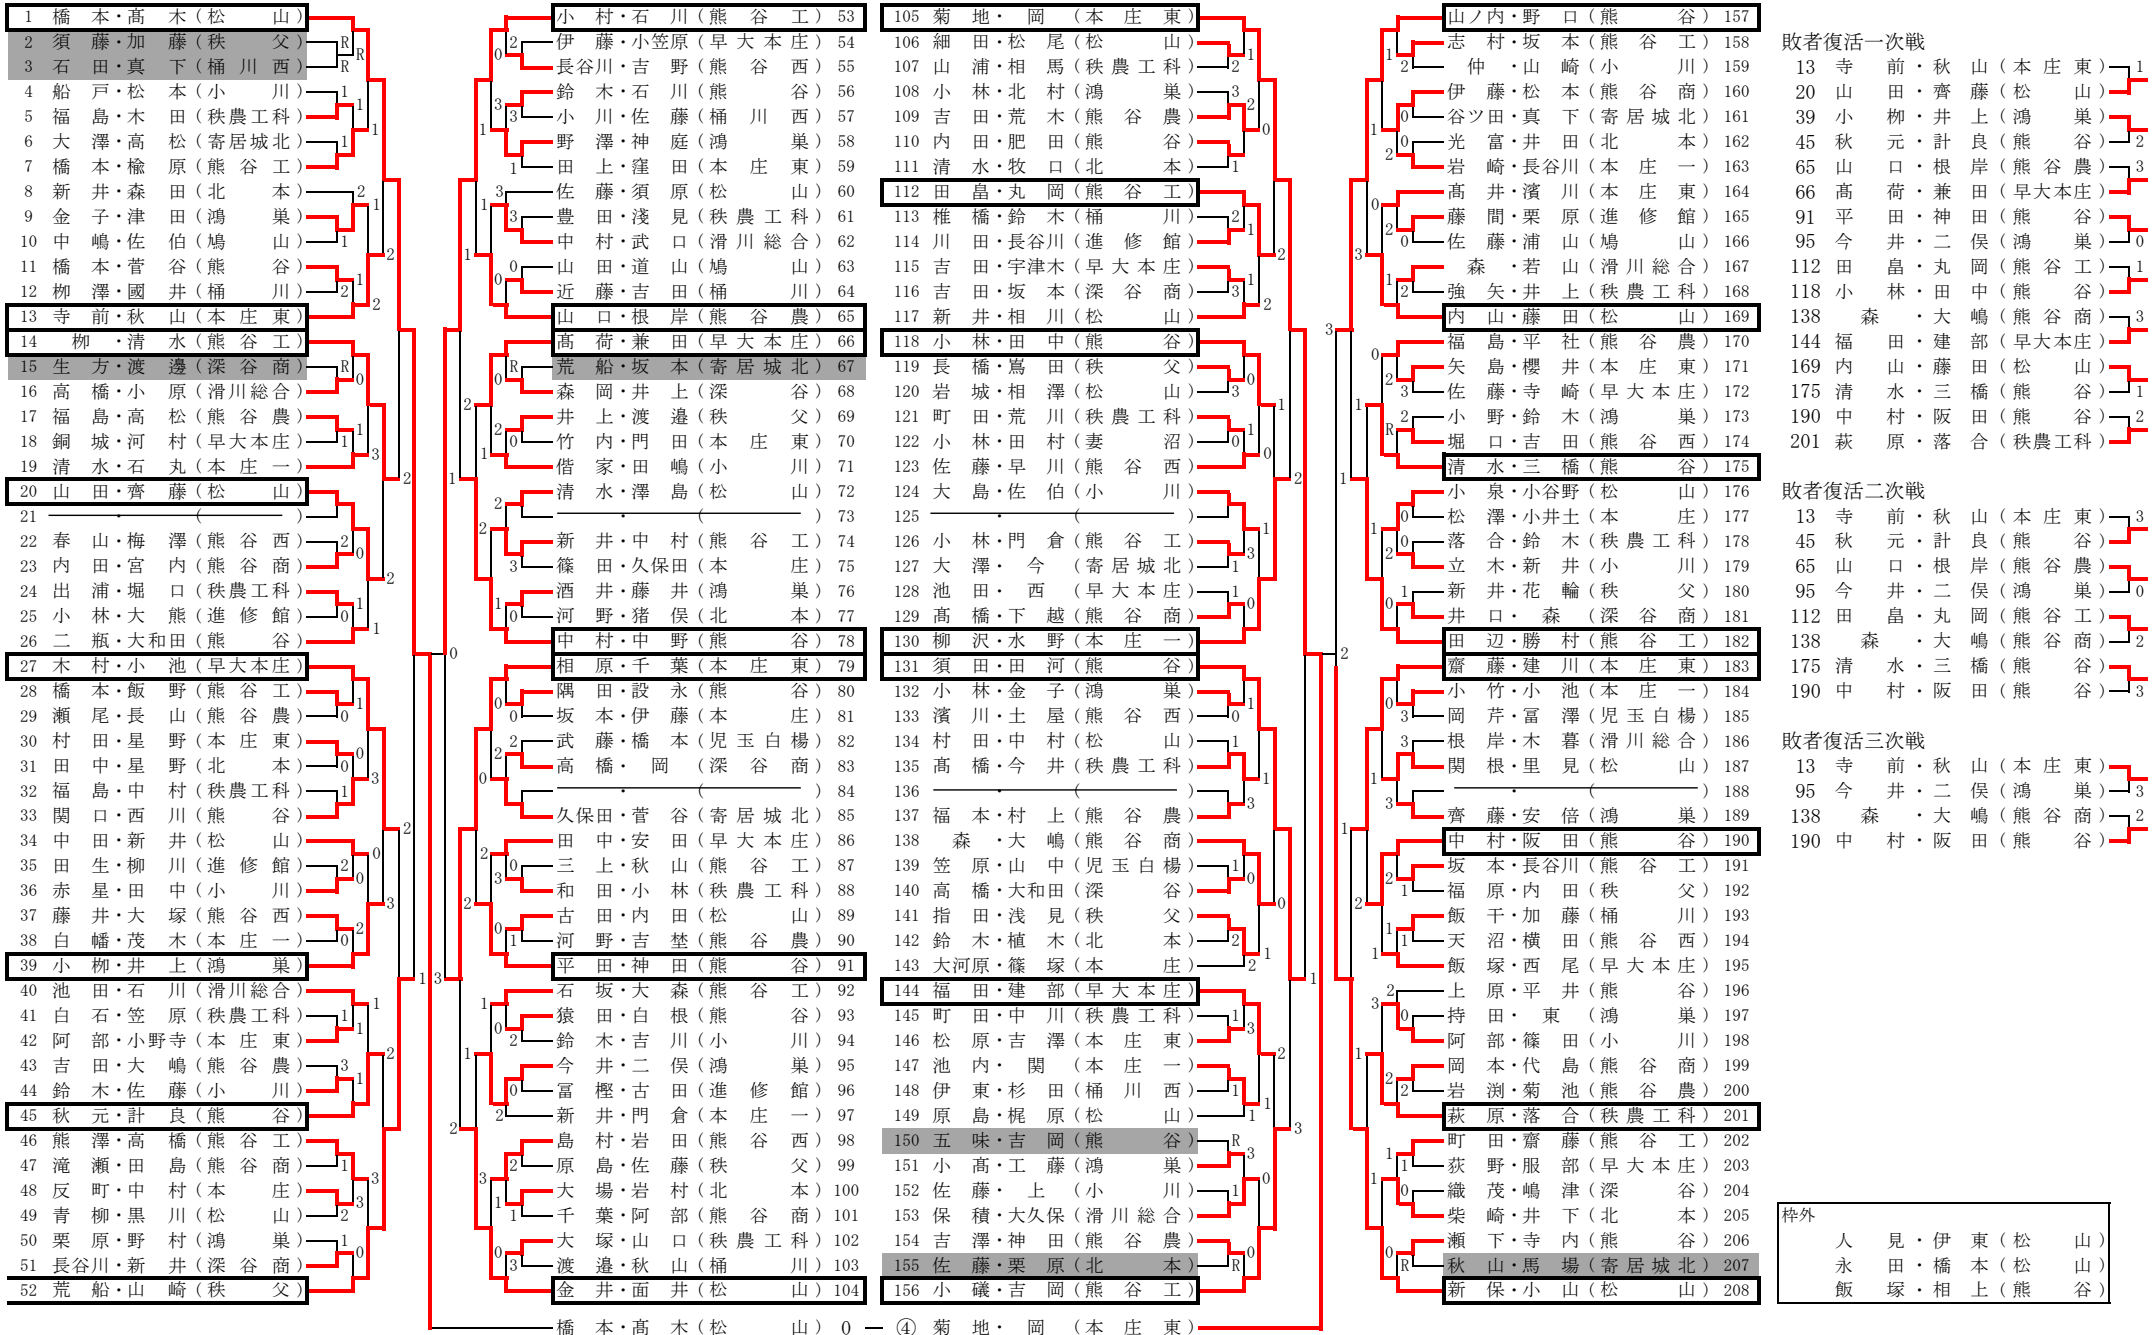 1 橋本・髙木(松山)
2 須藤・加藤(秩父)
3 石田・真下(桶川西)
4 船戸・松本(小川)
5 福島・木田(秩農工科)
6 大澤・高松(寄居城北)
7 橋本・楡原(熊谷工)
8 新井・森田(北本)
9 金子・津田(鴻巣)
10 中嶋・佐伯(鳩山)
11 橋本・菅谷(熊谷)
12 栁澤・國井(桶川)
13 寺前・秋山(本庄東)
14 栁・清水(熊谷工)
15 生方・渡邊(深谷商)
16 高橋・小原(滑川総合)
17 福島・高松(熊谷農)
18 銅城・河村(早大本庄)
19 清水・石丸(本庄一)
20 山田・齊藤(松山)
21 ・( )
22 春山・梅澤(熊谷西)
23 内田・宮内(熊谷商)
24 出浦・堀口(秩農工科)
25 小林・大熊(進修館)
26 二瓶・大和田(熊谷)
27 木村・小池(早大本庄)
28 橋本・飯野(熊谷工)
29 瀬尾・長山(熊谷農)
30 村田・星野(本庄東)
31 田中・星野(北本)
32 福島・中村(秩農工科)
33 関口・西川(熊谷)
34 中田・新井(松山)
35 田生・柳川(進修館)
36 赤星・田中(小川)
37 藤井・大塚(熊谷西)
38 白幡・茂木(本庄一)
39 小栁・井上(鴻巣)
40 池田・石川(滑川総合)
41 白石・笠原(秩農工科)
42 阿部・小野寺(本庄東)
43 吉田・大嶋(熊谷農)
44 鈴木・佐藤(小川)
45 秋元・計良(熊谷)
46 熊澤・高橋(熊谷工)
47 滝瀬・田島(熊谷商)
48 反町・中村(本庄)
49 青柳・黒川(松山)
50 栗原・野村(鴻巣)
51 長谷川・新井(深谷商)
52 荒船・山崎(秩父)
小村・石川(熊谷工) 53
伊藤・小笠原(早大本庄) 54
長谷川・吉野(熊谷西) 55
鈴木・石川(熊谷) 56
小川・佐藤(桶川西) 57
野澤・神庭(鴻巣) 58
田上・窪田(本庄東) 59
佐藤・須原(松山) 60
豊田・淺見(秩農工科) 61
中村・武口(滑川総合) 62
山田・道山(鳩山) 63
近藤・吉田(桶川) 64
山口・根岸(熊谷農) 65
髙荷・兼田(早大本庄) 66
荒船・坂本(寄居城北) 67
森岡・井上(深谷) 68
井上・渡邉(秩父) 69
竹内・門田(本庄東) 70
偕家・田嶋(小川) 71
清水・澤島(松山) 72
・( ) 73
新井・中村(熊谷工) 74
篠田・久保田(本庄) 75
酒井・藤井(鴻巣) 76
河野・猪俣(北本) 77
中村・中野(熊谷) 78
相原・千葉(本庄東) 79
隅田・設永(熊谷) 80
坂本・伊藤(本庄) 81
武藤・橋本(児玉白楊) 82
高橋・岡(深谷商) 83
・( ) 84
久保田・菅谷(寄居城北) 85
田中・安田(早大本庄) 86
三上・秋山(熊谷工) 87
和田・小林(秩農工科) 88
古田・内田(松山) 89
河野・吉埜(熊谷農) 90
平田・神田(熊谷) 91
石坂・大森(熊谷工) 92
猿田・白根(熊谷) 93
鈴木・吉川(小川) 94
今井・二俣(鴻巣) 95
冨樫・古田(進修館) 96
新井・門倉(本庄一) 97
島村・岩田(熊谷西) 98
原島・佐藤(秩父) 99
大場・岩村(北本) 100
千葉・阿部(熊谷商) 101
大塚・山口(秩農工科) 102
渡邉・秋山(桶川) 103
金井・面井(松山) 104
105 菊地・岡(本庄東)
106 細田・松尾(松山)
107 山浦・相馬(秩農工科)
108 小林・北村(鴻巣)
109 吉田・荒木(熊谷農)
110 内田・肥田(熊谷)
111 清水・牧口(北本)
112 田畠・丸岡(熊谷工)
113 椎橋・鈴木(桶川)
114 川田・長谷川(進修館)
115 吉田・宇津木(早大本庄)
116 吉田・坂本(深谷商)
117 新井・相川(松山)
118 小林・田中(熊谷)
119 長橋・嶌田(秩父)
120 岩城・相澤(松山)
121 町田・荒川(秩農工科)
122 小林・田村(妻沼)
123 佐藤・早川(熊谷西)
124 大島・佐伯(小川)
125 ・( )
126 小林・門倉(熊谷工)
127 大澤・今(寄居城北)
128 池田・西(早大本庄)
129 髙橋・下越(熊谷商)
130 柳沢・水野(本庄一)
131 須田・田河(熊谷)
132 小林・金子(鴻巣)
133 濱川・土屋(熊谷西)
134 村田・中村(松山)
135 髙橋・今井(秩農工科)
136 ・( )
137 福本・村上(熊谷農)
138 森・大嶋(熊谷商)
139 笠原・山中(児玉白楊)
140 高橋・大和田(深谷)
141 指田・浅見(秩父)
142 鈴木・植木(北本)
143 大河原・篠塚(本庄)
144 福田・建部(早大本庄)
145 町田・中川(秩農工科)
146 松原・吉澤(本庄東)
147 池内・関(本庄一)
148 伊東・杉田(桶川西)
149 原島・梶原(松山)
150 五味・吉岡(熊谷)
151 小髙・工藤(鴻巣)
152 佐藤・上(小川)
153 保積・大久保(滑川総合)
154 吉澤・神田(熊谷農)
155 佐藤・栗原(北本)
156 小礒・吉岡(熊谷工)
山ノ内・野口(熊谷) 157
志村・坂本(熊谷工) 158
仲・山崎(小川) 159
伊藤・松本(熊谷商) 160
谷ツ田・真下(寄居城北) 161
光富・井田(北本) 162
岩崎・長谷川(本庄一) 163
髙井・濱川(本庄東) 164
藤間・栗原(進修館) 165
佐藤・浦山(鳩山) 166
森・若山(滑川総合) 167
強矢・井上(秩農工科) 168
内山・藤田(松山) 169
福島・平社(熊谷農) 170
矢島・櫻井(本庄東) 171
佐藤・寺崎(早大本庄) 172
小野・鈴木(鴻巣) 173
堀口・吉田(熊谷西) 174
清水・三橋(熊谷) 175
小泉・小谷野(松山) 176
松澤・小井土(本庄) 177
落合・鈴木(秩農工科) 178
立木・新井(小川) 179
新井・花輪(秩父) 180
井口・森(深谷商) 181
田辺・勝村(熊谷工) 182
齋藤・建川(本庄東) 183
小竹・小池(本庄一) 184
岡芹・冨澤(児玉白楊) 185
根岸・木暮(滑川総合) 186
関根・里見(松山) 187
・( ) 188
齊藤・安倍(鴻巣) 189
中村・阪田(熊谷) 190
坂本・長谷川(熊谷工) 191
福原・内田(秩父) 192
飯干・加藤(桶川) 193
天沼・横田(熊谷西) 194
飯塚・西尾(早大本庄) 195
上原・平井(熊谷) 196
持田・東(鴻巣) 197
阿部・篠田(小川) 198
岡本・代島(熊谷商) 199
岩渕・菊池(熊谷農) 200
萩原・落合(秩農工科) 201
町田・齋藤(熊谷工) 202
荻野・服部(早大本庄) 203
織茂・嶋津(深谷) 204
柴崎・井下(北本) 205
瀬下・寺内(熊谷) 206
秋山・馬場(寄居城北) 207
新保・小山(松山) 208
橋本・髙木(松山) 0 ― ④ 菊地・岡(本庄東)
敗者復活一次戦
13 寺前・秋山(本庄東) 1
20 山田・齊藤(松山)
39 小栁・井上(鴻巣)
45 秋元・計良(熊谷) 2
65 山口・根岸(熊谷農) 3
66 髙荷・兼田(早大本庄)
91 平田・神田(熊谷)
95 今井・二俣(鴻巣) 0
112 田畠・丸岡(熊谷工) 1
118 小林・田中(熊谷)
138 森・大嶋(熊谷商) 3
144 福田・建部(早大本庄)
169 内山・藤田(松山)
175 清水・三橋(熊谷) 1
190 中村・阪田(熊谷) 2
201 萩原・落合(秩農工科)
敗者復活二次戦
13 寺前・秋山(本庄東) 3
45 秋元・計良(熊谷)
65 山口・根岸(熊谷農)
95 今井・二俣(鴻巣) 0
112 田畠・丸岡(熊谷工)
138 森・大嶋(熊谷商) 2
175 清水・三橋(熊谷)
190 中村・阪田(熊谷) 3
敗者復活三次戦
13 寺前・秋山(本庄東)
95 今井・二俣(鴻巣) 3
138 森・大嶋(熊谷商) 2
190 中村・阪田(熊谷)
枠外
人見・伊東(松山)
永田・橋本(松山)
飯塚・相上(熊谷)